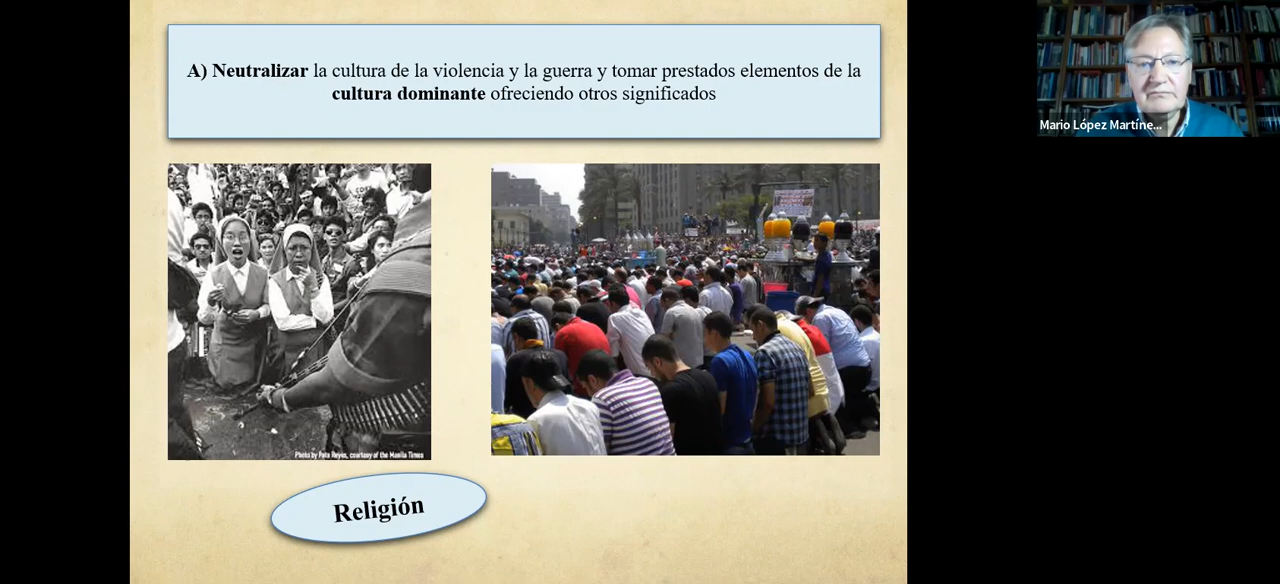 A) Neutralizar la cultura de la violencia y la guerra y tomar prestados elementos de la
cultura dominante ofreciendo otros significados
Mario López Martíne...
Photo by Pete Reyes, courtesy of the Manila Times
Religión